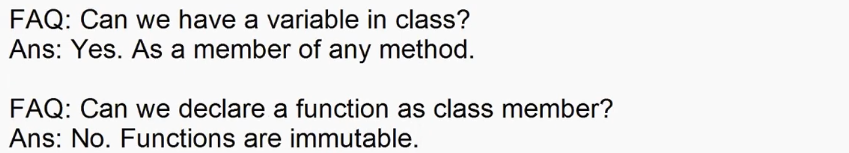 FAQ: Can we have a variable in class?
Ans: Yes. As a member of any method.
FAQ: Can we declare a function as class member?
Ans: No. Functions are immutable.